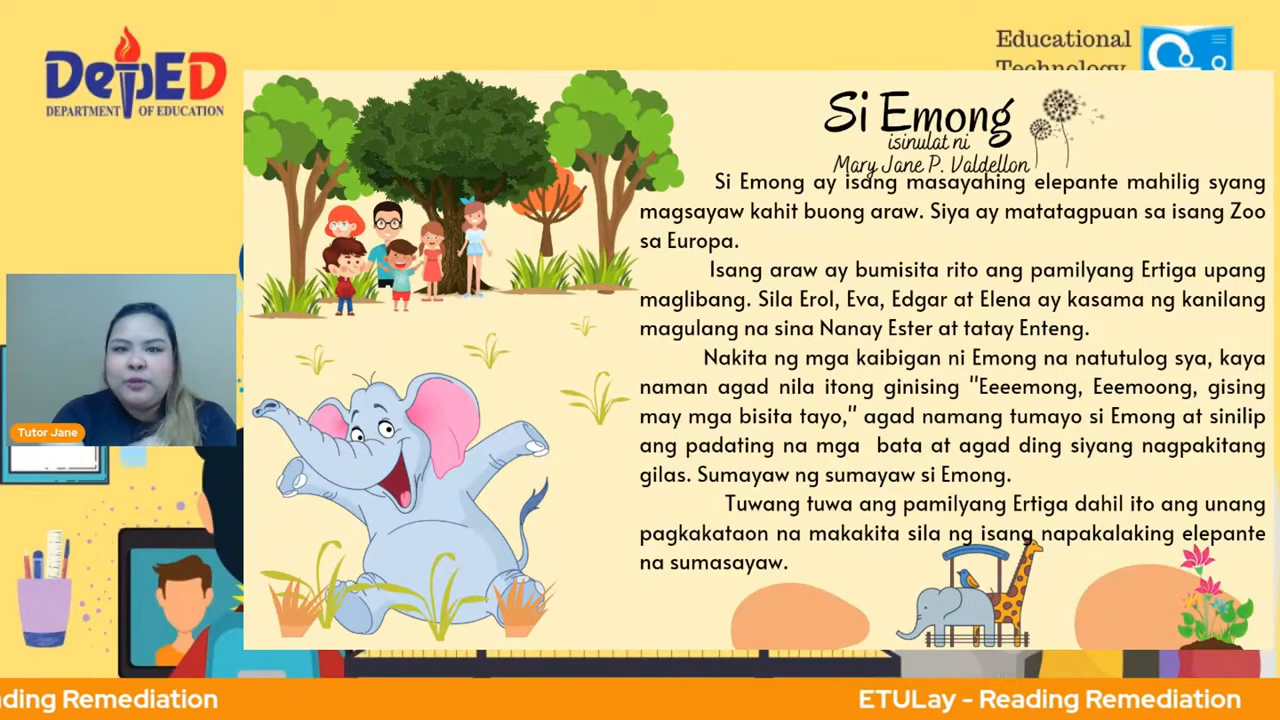 DepED
DEPARTMENT OF EDUCATION
Educational
Technology
Si Emong
isinulat ni
Mary Jane P. Valdellon
Si Emong ay isang masayahing elepante mahilig syang
magsayaw kahit buong araw. Siya ay matatagpuan sa isang Zoo
sa Europa.
Isang araw ay bumisita rito ang pamilyang Ertiga upang
maglibang. Sila Erol, Eva, Edgar at Elena ay kasama ng kanilang
magulang na sina Nanay Ester at tatay Enteng.
Nakita ng mga kaibigan ni Emong na natutulog sya, kaya
naman agad nila itong ginising "Eeeemong, Eeemoong, gising
may mga bisita tayo," agad namang tumayo si Emong at sinilip
ang padating na mga bata at agad ding siyang nagpakitang
gilas. Sumayaw ng sumayaw si Emong.
Tuwang tuwa ang pamilyang Ertiga dahil ito ang unang
pagkakataon na makakita sila ng isang napakalaking elepante
na sumasayaw.
Tutor Jane
ading Remediation
ETULay - Reading Remediation